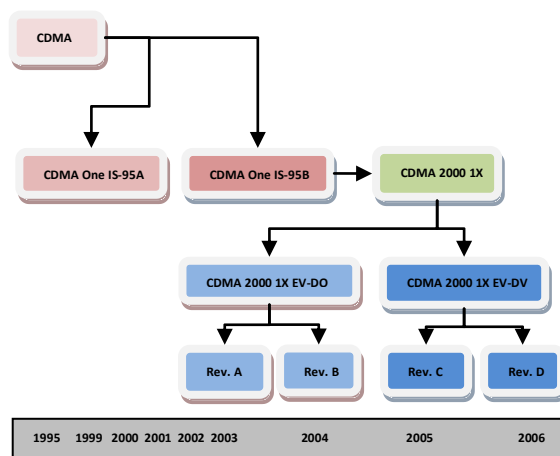 CDMA
CDMA One IS-95A
CDMA One IS-95B
CDMA 2000 1X
CDMA 2000 1X EV-DO
CDMA 2000 1X EV-DV
Rev. A
Rev. B
Rev. C
Rev. D
1995 1999 2000 2001 2002 2003 2004 2005 2006